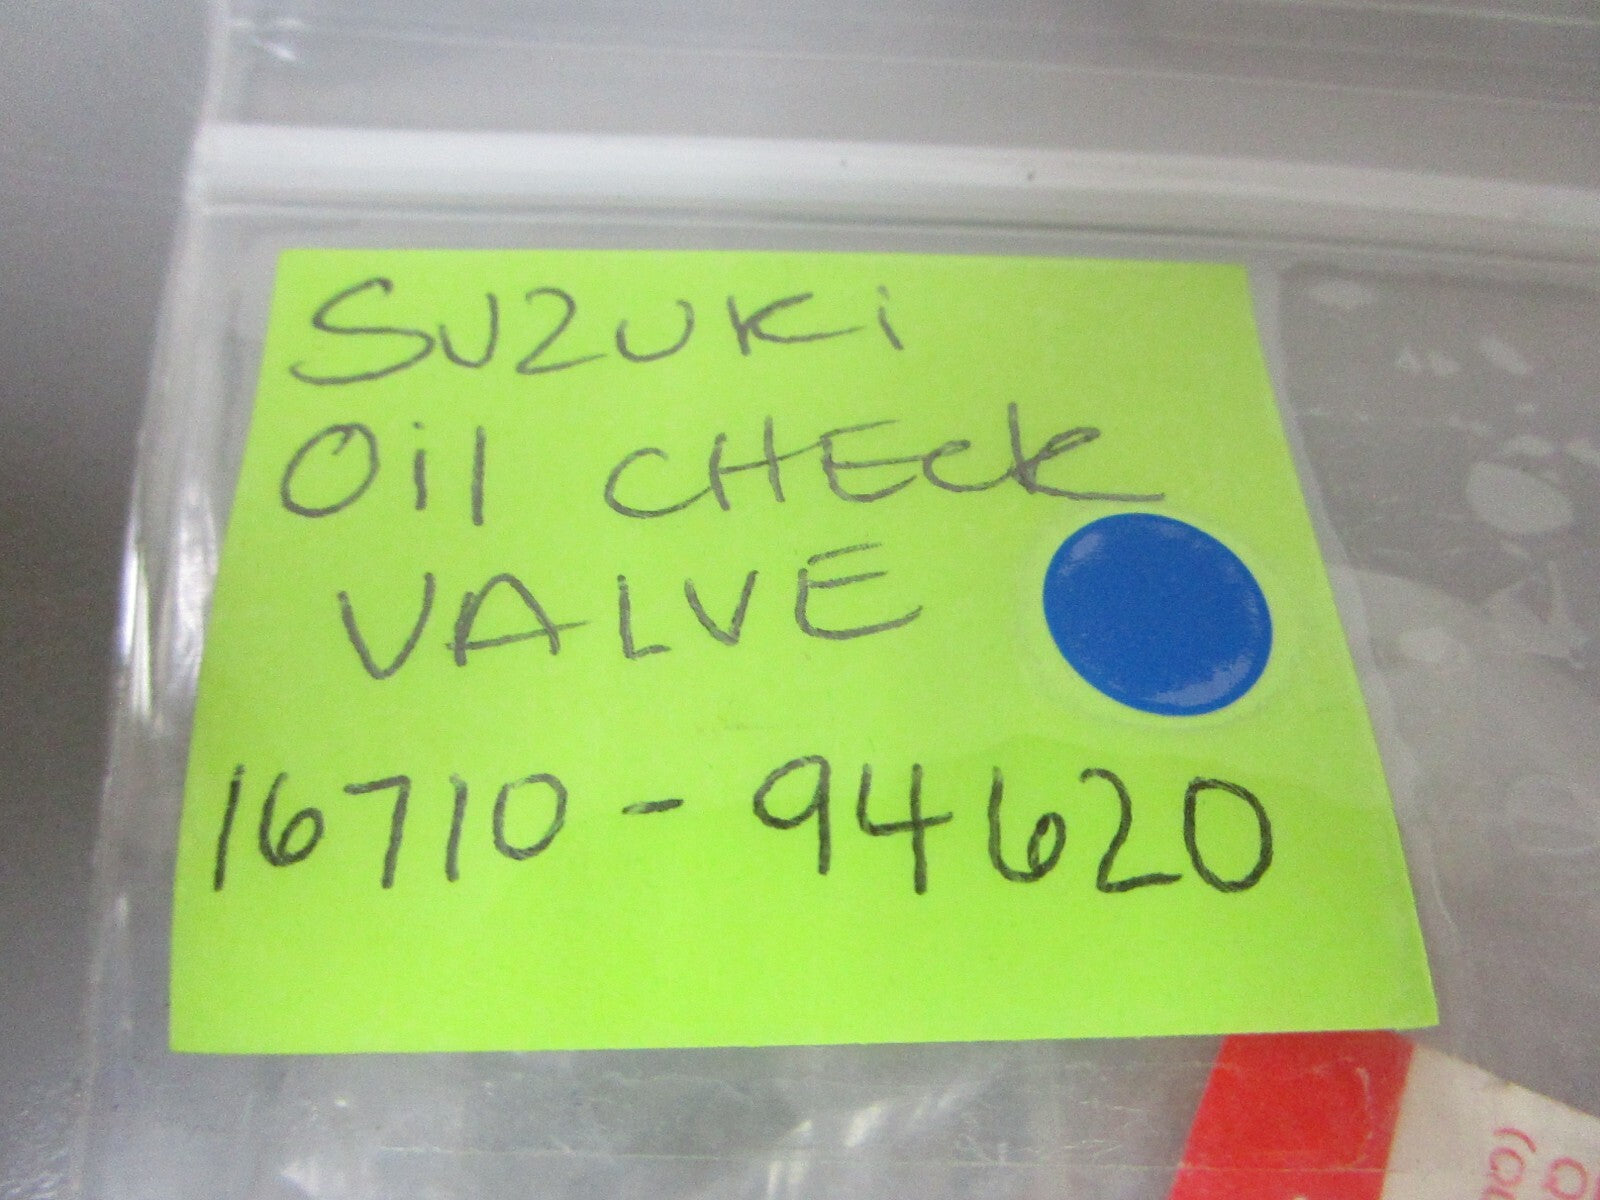 SUZUKi
Oil CHECK
VALVE
16710-94620